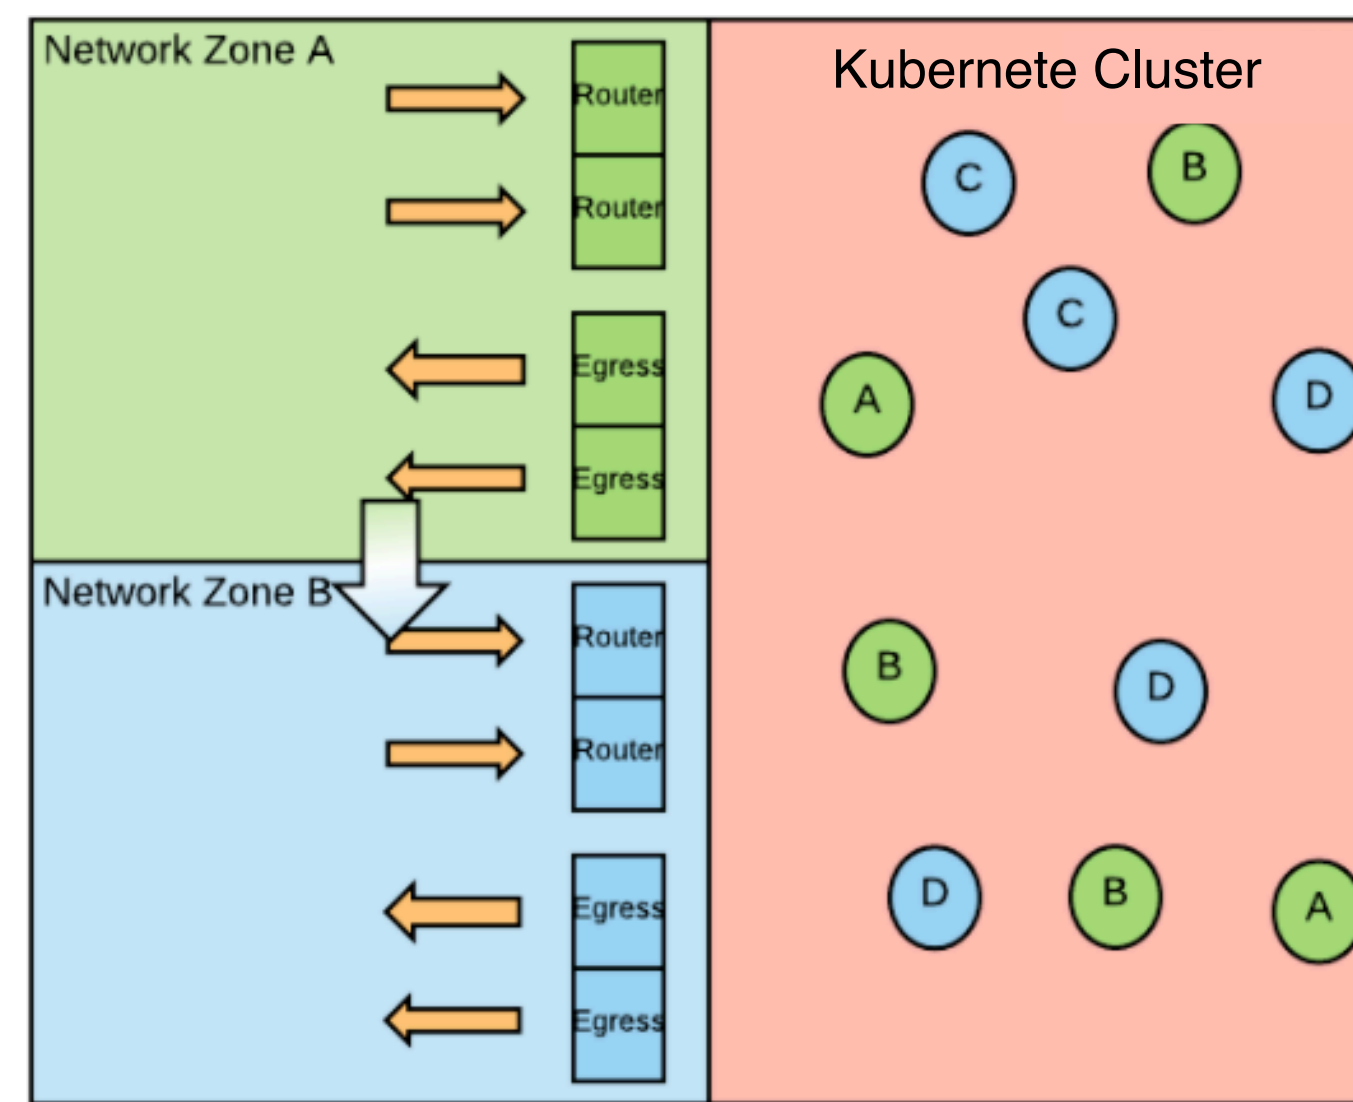 Network Zone A
Router
Router
Egress
Egress
Network Zone B
Router
Router
Egress
Egress
Kubernete Cluster
C
B
C
A
D
B
D
D
B
A